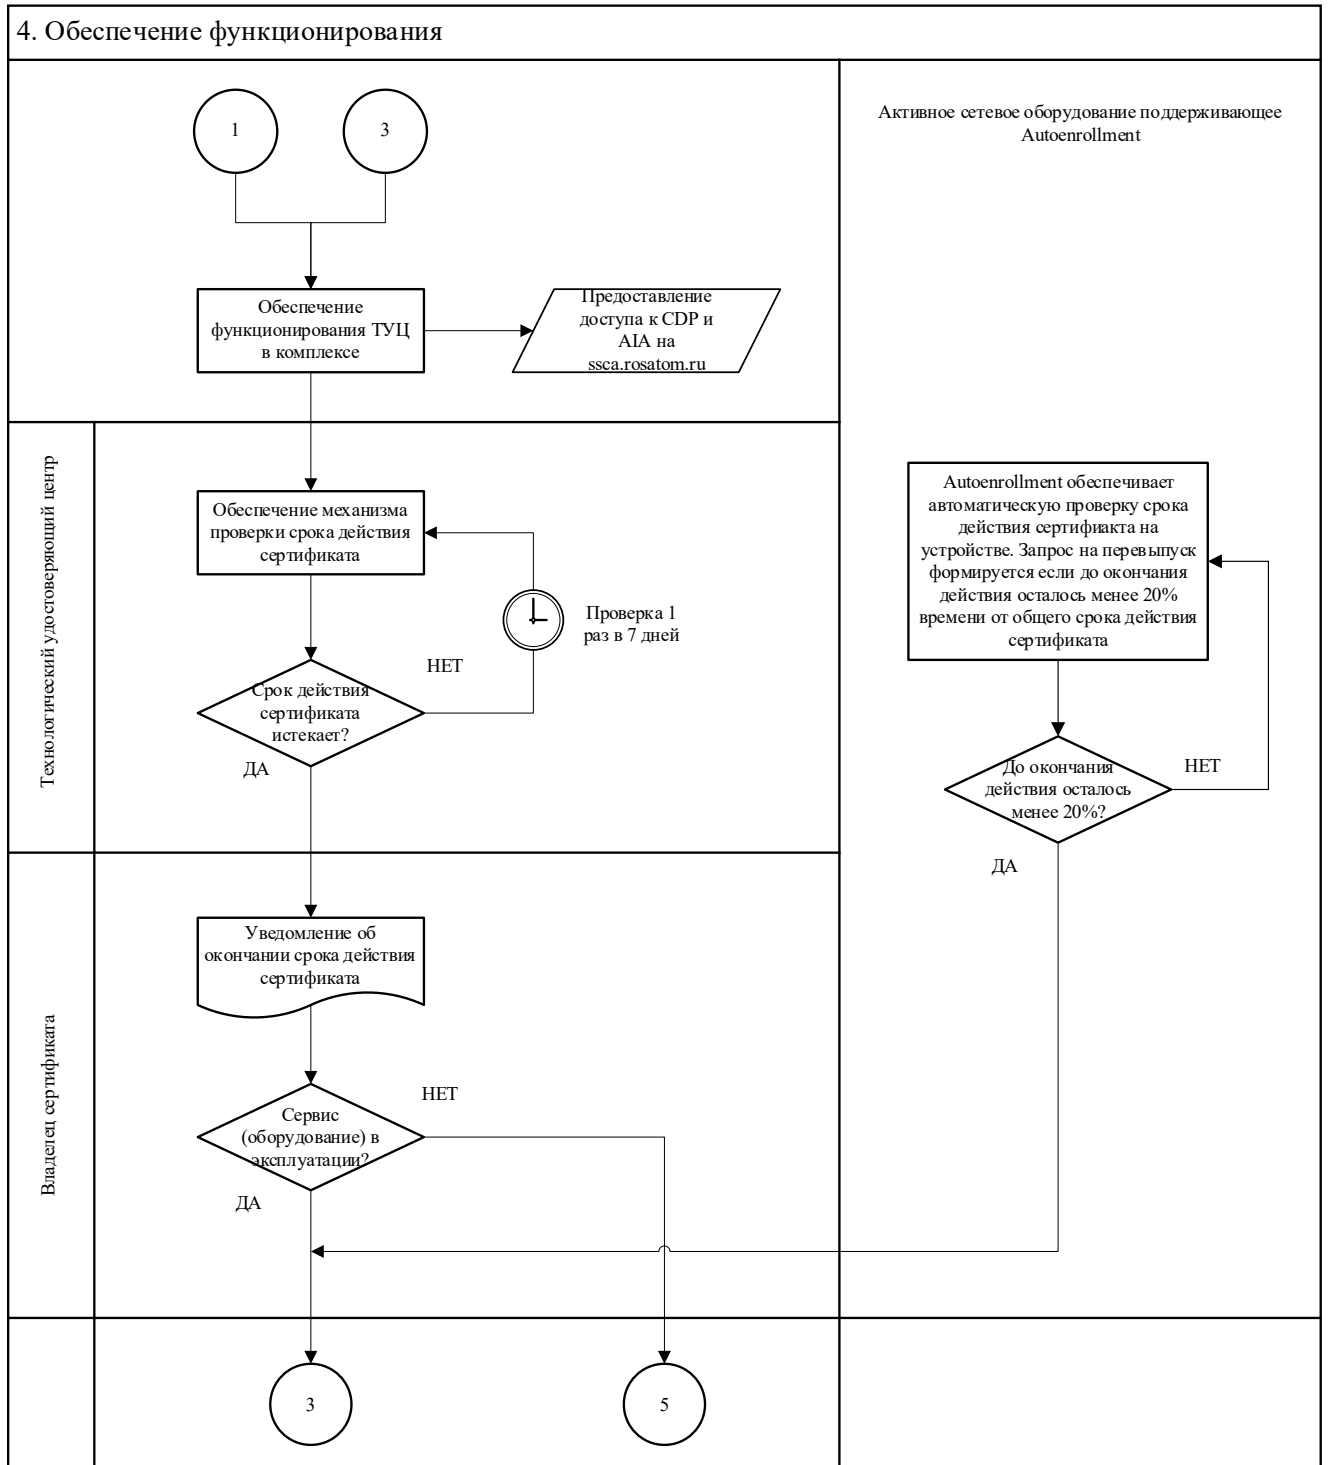 4. Обеспечение функционирования
1
3
Активное сетевое оборудование поддерживающее
Autoenrollment
Обеспечение
функционирования ТУЦ
в комплексе
Предоставление
доступа к CDP и
AIA на
ssca.rosatom.ru
Технологический удостоверяющий центр
Обеспечение механизма
проверки срока действия
сертификата
Проверка 1
раз в 7 дней
НЕТ
Срок действия
сертификата
истекает?
ДА
Autoenrollment обеспечивает
автоматическую проверку срока
действия сертифиакта на
устройстве. Запрос на перевыпуск
формируется если до окончания
действия осталось менее 20%
времени от общего срока действия
сертификата
До окончания
действия осталось
менее 20%?
НЕТ
ДА
Владелец сертификата
Уведомление об
окончании срока действия
сертификата
НЕТ
Сервис
(оборудование) в
эксплуатации?
ДА
3
5